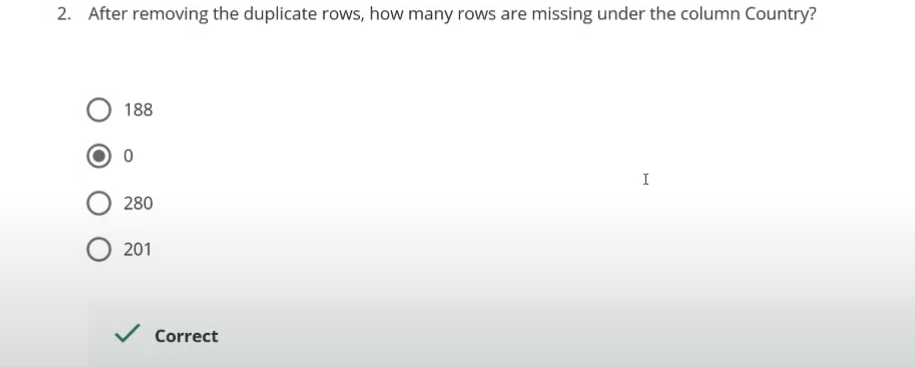 2. After removing the duplicate rows, how many rows are missing under the column Country?
188
0
280
201
Correct